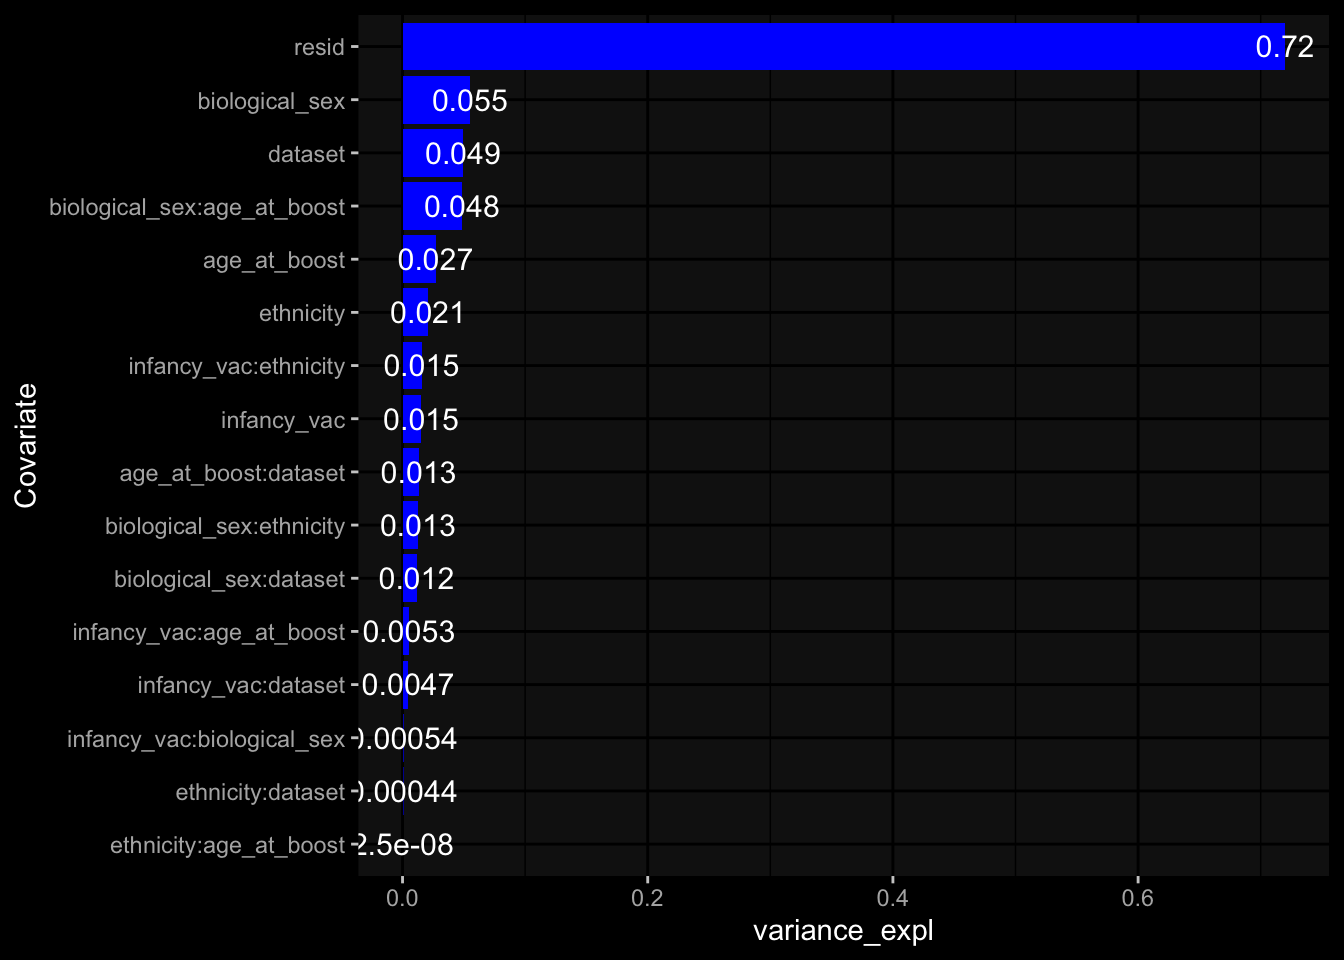 resid 0.72
biological_sex 0.055
dataset 0.049
biological_sex:age_at_boost 0.048
age_at_boost 0.027
ethnicity 0.021
infancy_vac:ethnicity 0.015
infancy_vac 0.015
age_at_boost:dataset 0.013
biological_sex:ethnicity 0.013
biological_sex:dataset 0.012
infancy_vac:age_at_boost 0.0053
infancy_vac:dataset 0.0047
infancy_vac:biological_sex 0.00054
ethnicity:dataset 0.00044
ethnicity:age_at_boost 2.5e-08
Covariate
0.0 0.2 0.4 0.6
variance_expl